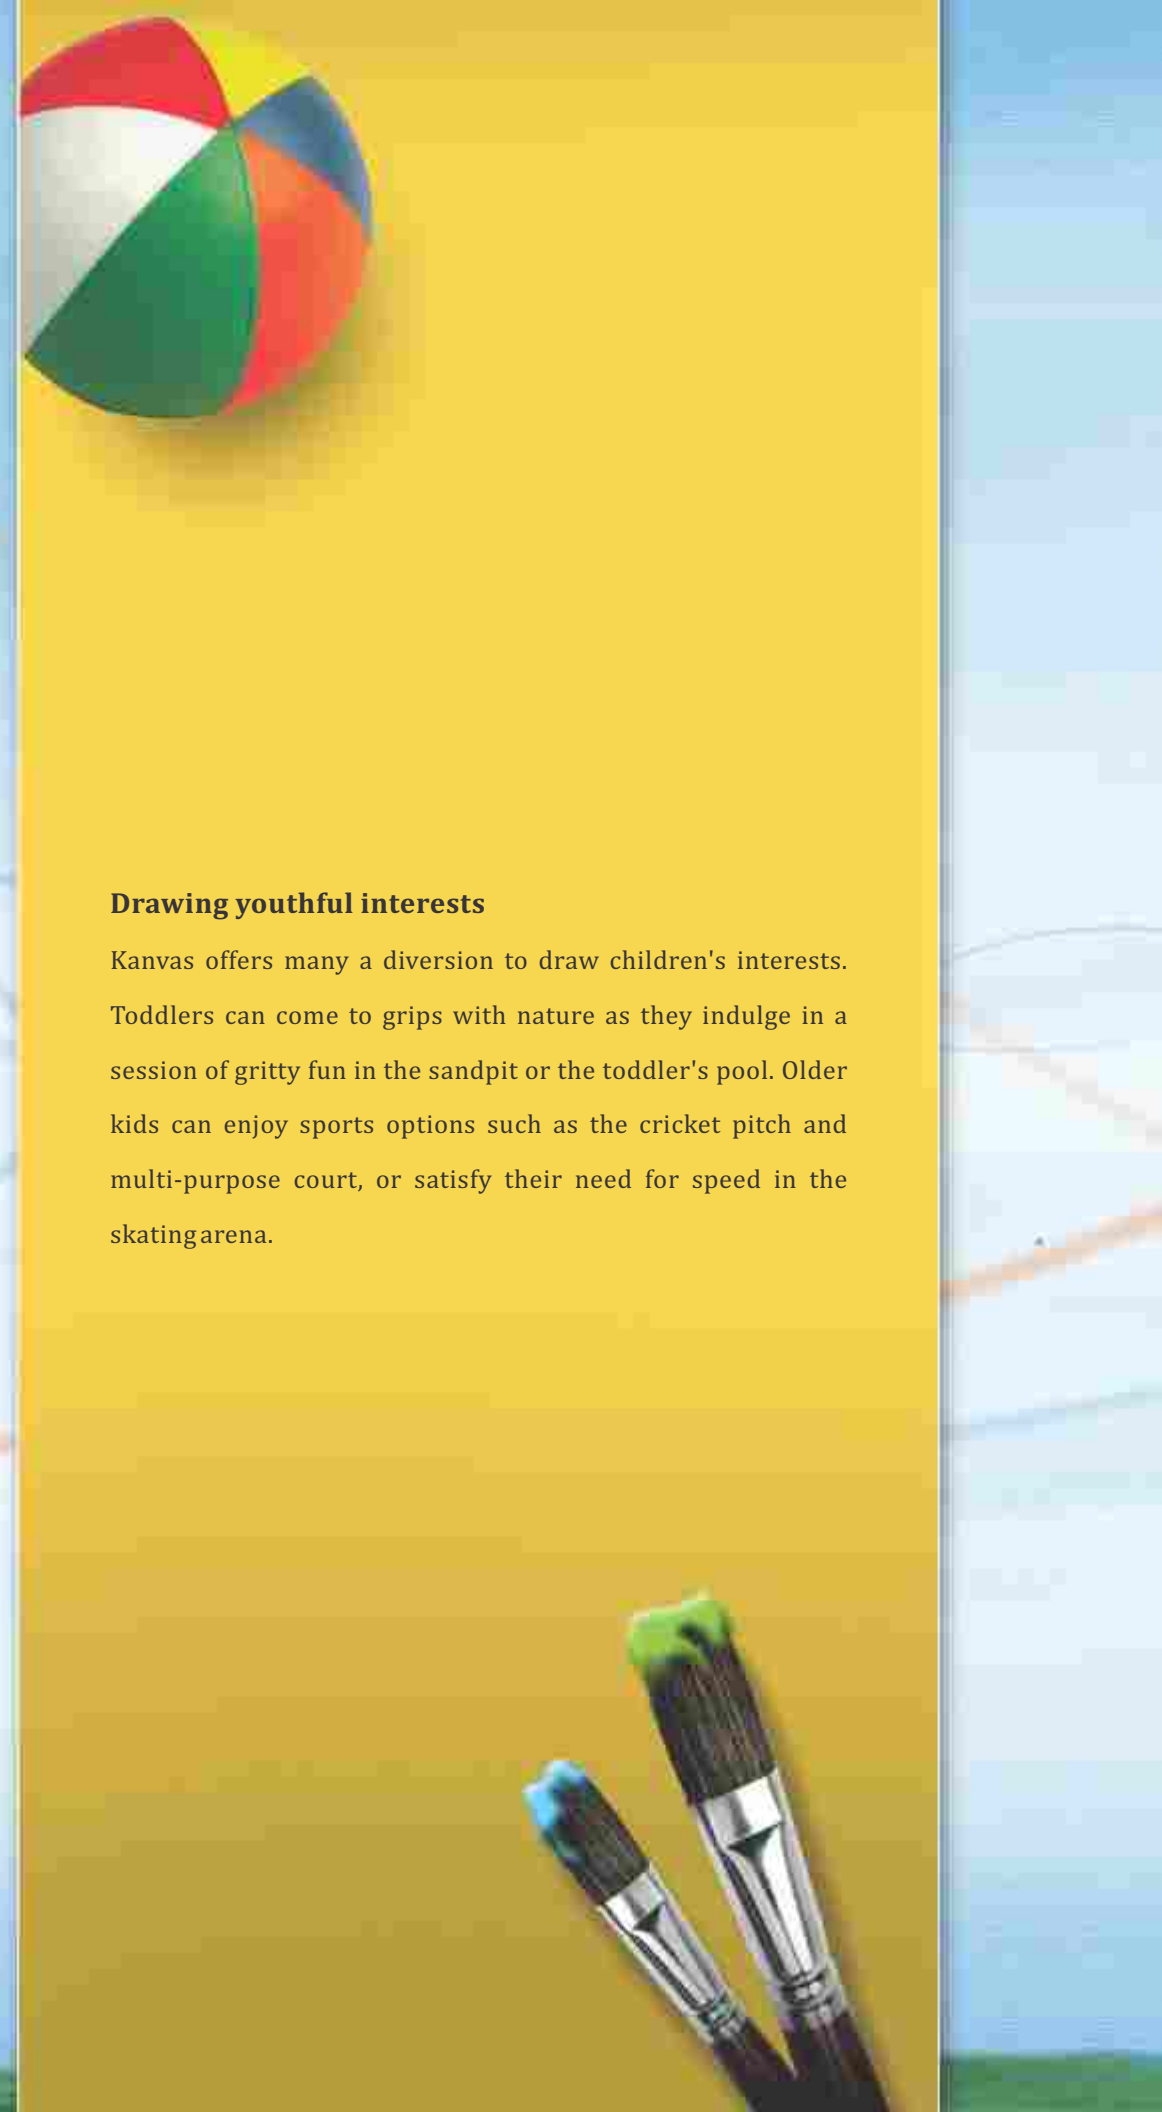 Drawing youthful interests
Kanvas offers many a diversion to draw children's interests.
Toddlers can come to grips with nature as they indulge in a
session of gritty fun in the sandpit or the toddler's pool. Older
kids can enjoy sports options such as the cricket pitch and
multi-purpose court, or satisfy their need for speed in the
skating arena.